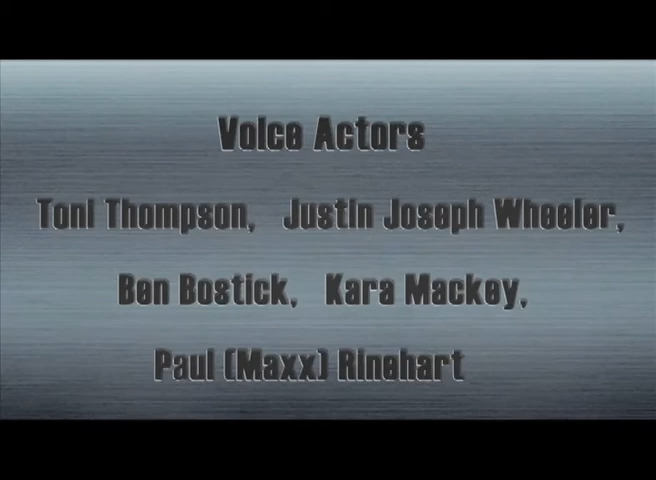 Voice Actors
Toni Thompson, Justin Joseph Wheeler,
Ben Bostick, Kara Mackey,
Paul (Maxx) Rinehart